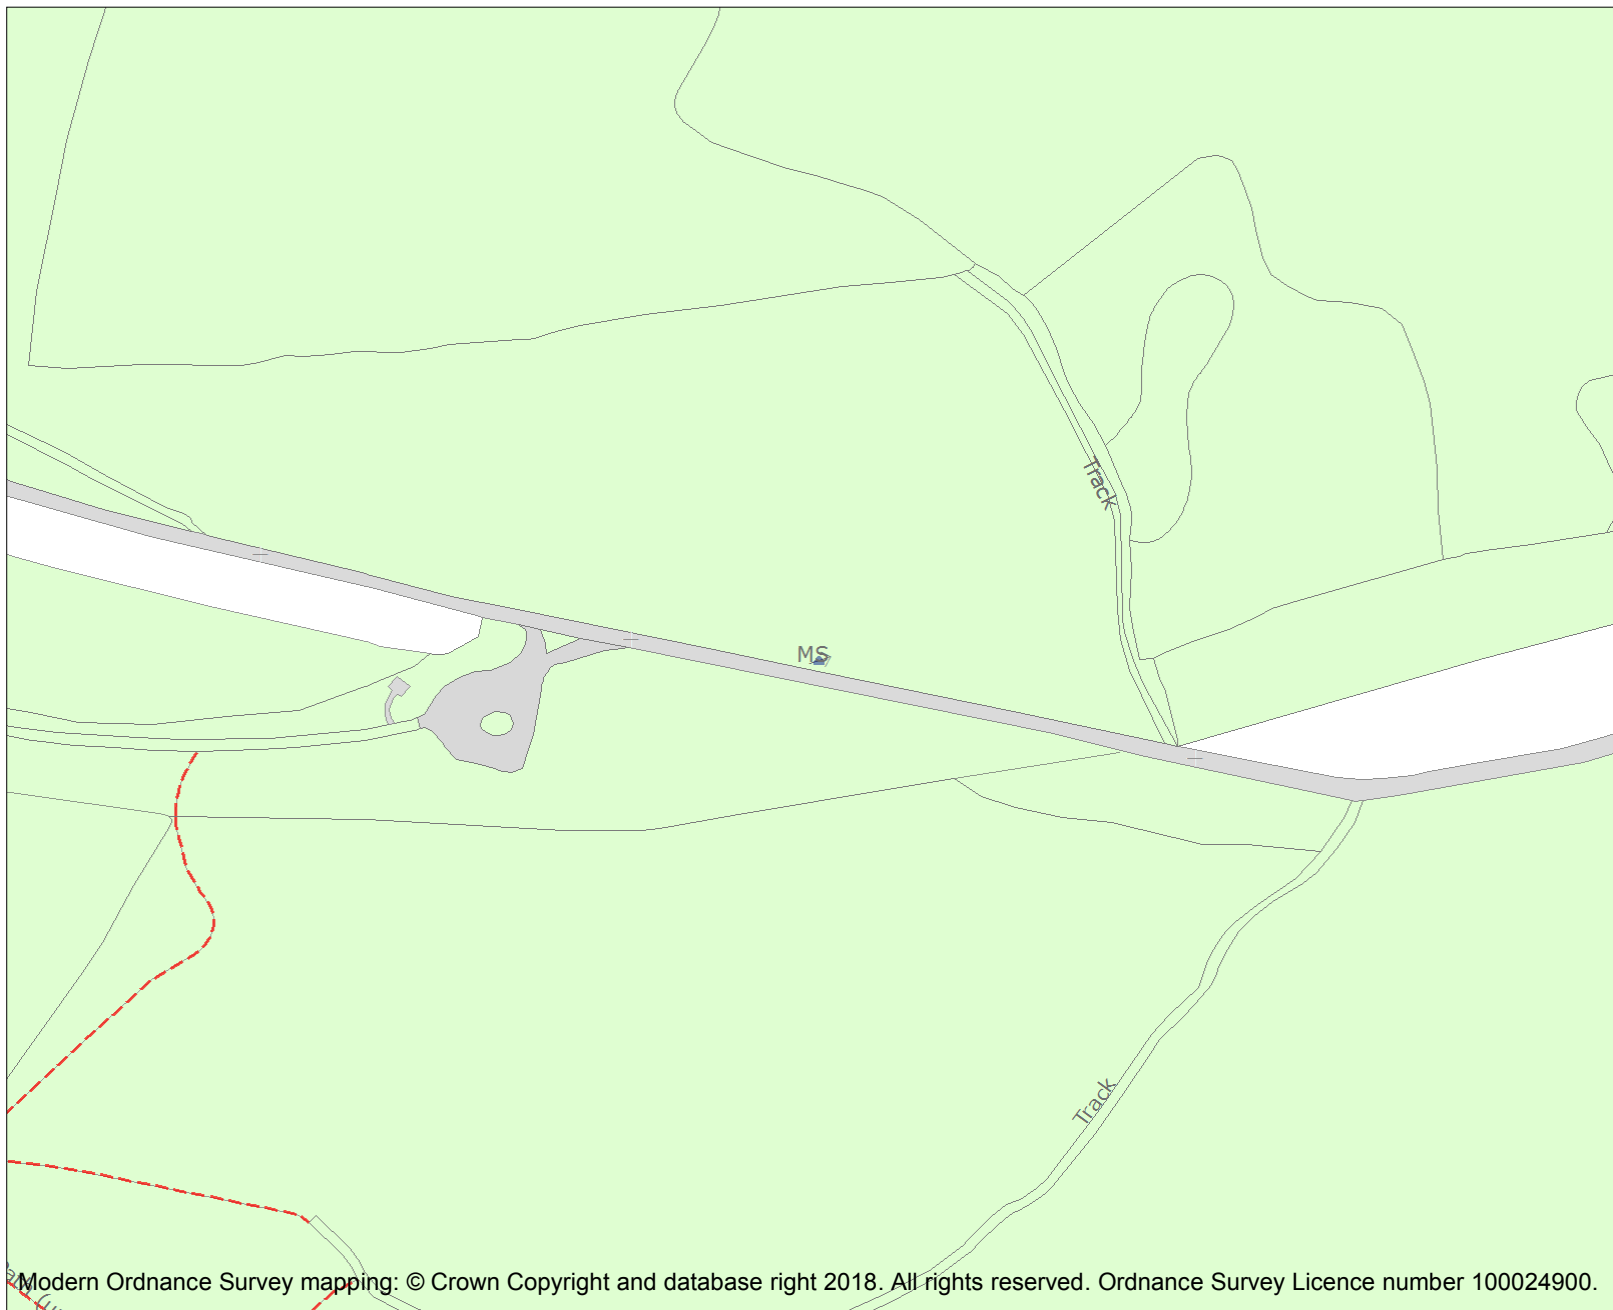 Track
MS
Track
Modern Ordnance Survey mapping: © Crown Copyright and database right 2018. All rights reserved. Ordnance Survey Licence number 100024900.